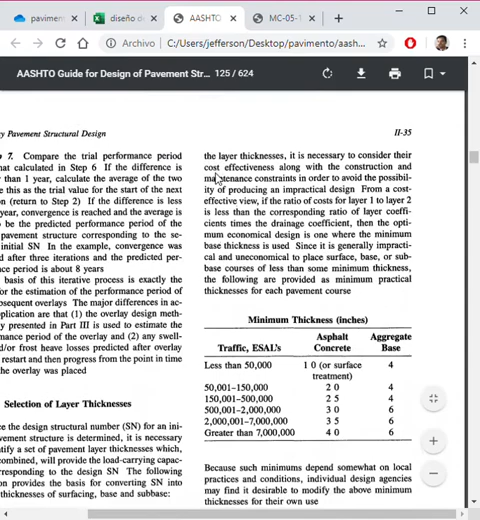 pavimen
diseño de
AASHTO
MC-05-1
Archivo | C:/Users/jefferson/Desktop/pavimento/aash...
AASHTO Guide for Design of Pavement Str... 125 / 624
y Pavement Structural Design
II-35
7. Compare the trial performance period
at calculated in Step 6 If the difference is
than 1 year, calculate the average of the two
e this as the trial value for the start of the next
on (return to Step 2) If the difference is less
year, convergence is reached and the average is
o be the predicted performance period of the
pavement structure corresponding to the se-
initial SN In the example, convergence was
d after three iterations and the predicted per-
ce period is about 8 years
basis of this iterative process is exactly the
for the estimation of the performance period of
sequent overlays The major differences in ac-
plication are that (1) the overlay design meth-
y presented in Part III is used to estimate the
mance period of the overlay and (2) any swell-
d/or frost heave losses predicted after overlay
restart and then progress from the point in time
the overlay was placed
Selection of Layer Thicknesses
ce the design structural number (SN) for an ini-
vement structure is determined, it is necessary
tify a set of pavement layer thicknesses which,
combined, will provide the load-carrying capac-
rresponding to the design SN The following
on provides the basis for converting SN into
thicknesses of surfacing, base and subbase:
the layer thicknesses, it is necessary to consider their
cost effectiveness along with the construction and
maintenance constraints in order to avoid the possibil-
ity of producing an impractical design From a cost-
effective view, if the ratio of costs for layer 1 to layer 2
is less than the corresponding ratio of layer coeffi-
cients times the drainage coefficient, then the opti-
mum economical design is one where the minimum
base thickness is used Since it is generally impracti-
cal and uneconomical to place surface, base, or sub-
base courses of less than some minimum thickness,
the following are provided as minimum practical
thicknesses for each pavement course
Minimum Thickness (inches)
Traffic, ESAL's Asphalt Concrete Aggregate Base
Less than 50,000 1 0 (or surface treatment) 4
50,001-150,000 2 0 4
150,001-500,000 2 5 4
500,001-2,000,000 3 0 6
2,000,001-7,000,000 3 5 6
Greater than 7,000,000 4 0 6
Because such minimums depend somewhat on local
practices and conditions, individual design agencies
may find it desirable to modify the above minimum
thicknesses for their own use